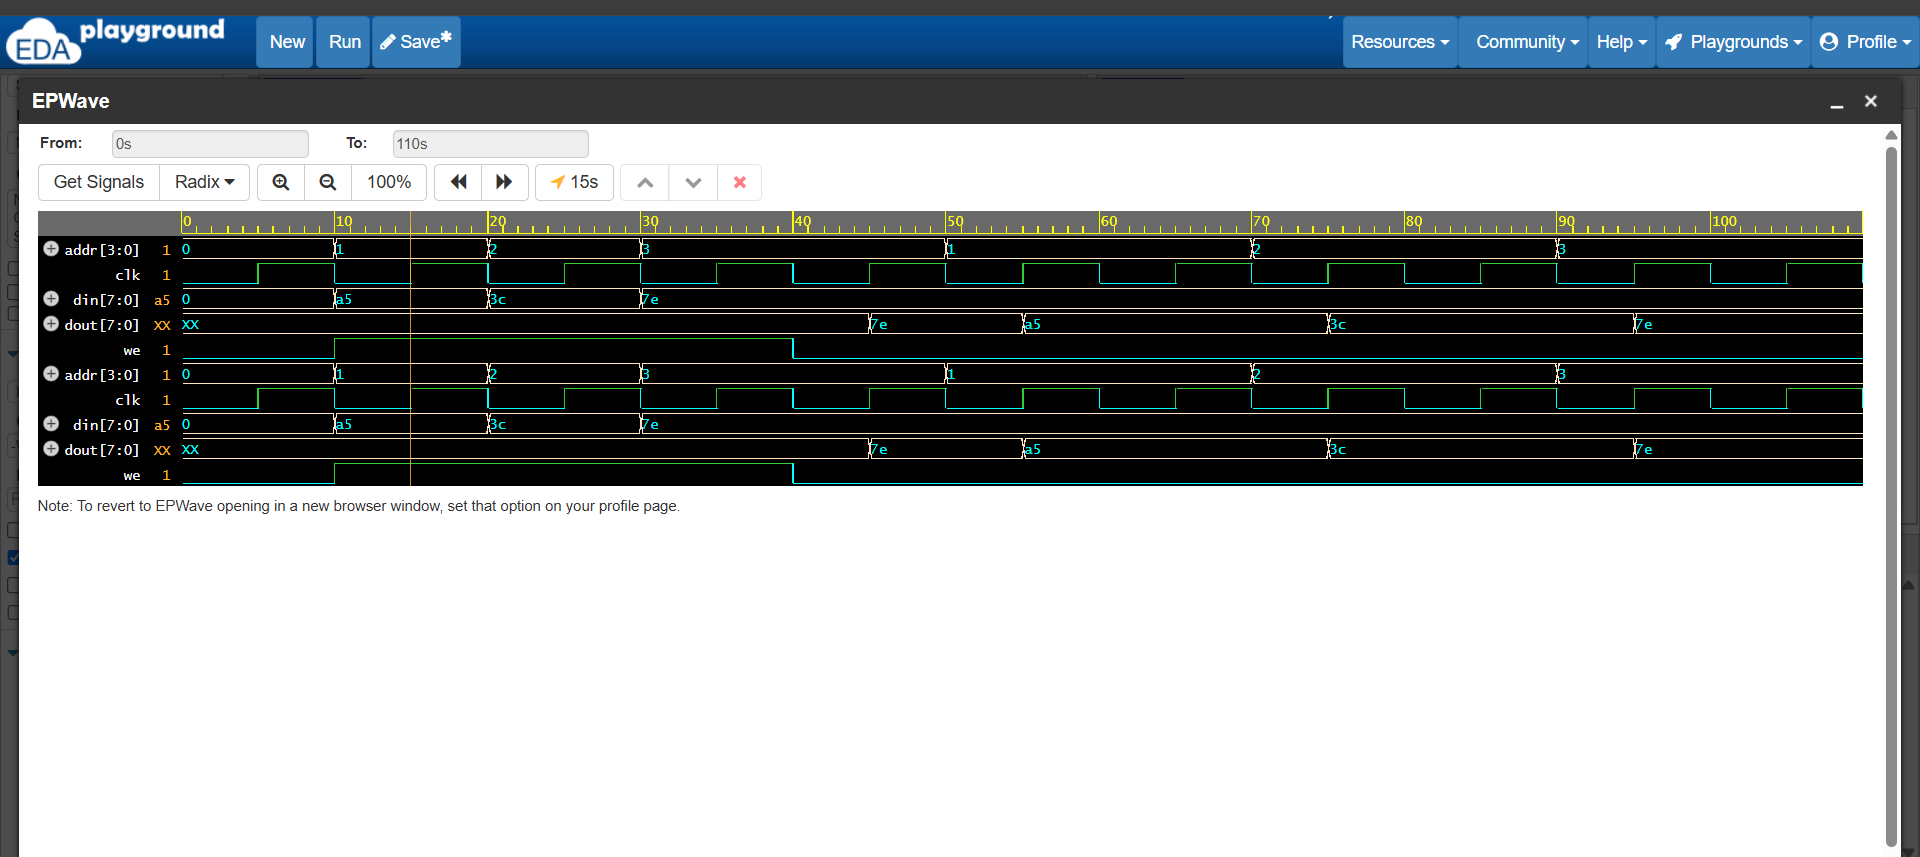 EDA playground New Run Save* Resources Community Help Playgrounds Profile
EPWave
From: 0s To: 110s
Get Signals Radix 100% 15s
0 10 20 30 40 50 60 70 80 90 100
addr[3:0] 1 0 1 2 3 1 2 3
clk 1
din[7:0] a5 0 a5 3c 7e
dout[7:0] XX XX 7e a5 3c 7e
we 1
addr[3:0] 1 0 1 2 3 1 2 3
clk 1
din[7:0] a5 0 a5 3c 7e
dout[7:0] XX XX 7e a5 3c 7e
we 1
Note: To revert to EPWave opening in a new browser window, set that option on your profile page.